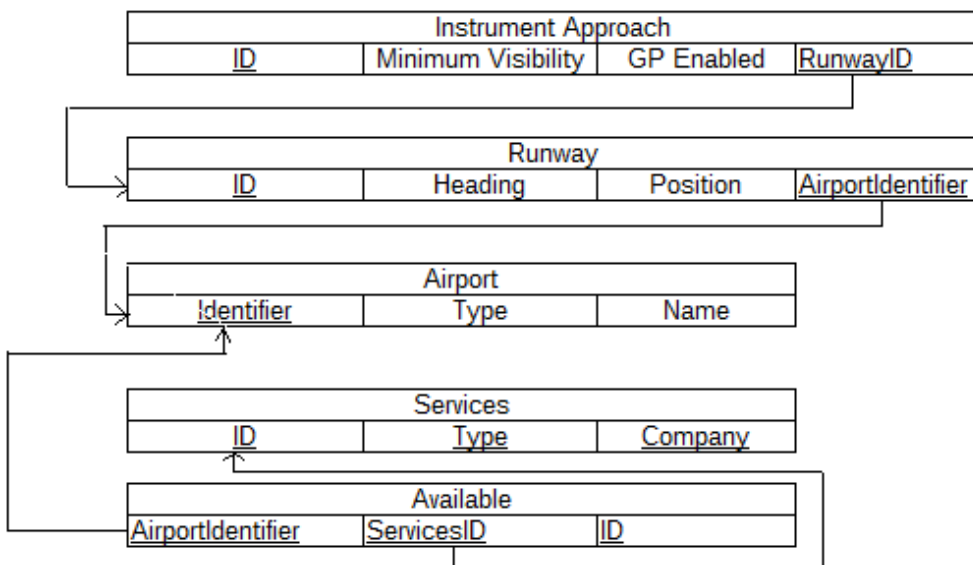 Instrument Approach
ID Minimum Visibility GP Enabled RunwayID
Runway
ID Heading Position AirportIdentifier
Airport
Identifier Type Name
Services
ID Type Company
Available
AirportIdentifier ServicesID ID